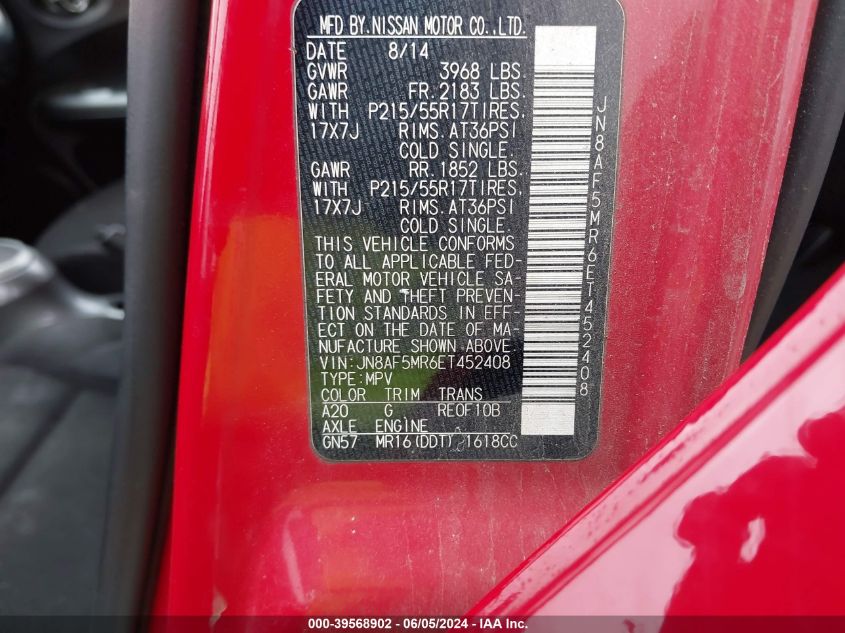 MFD BY.NISSAN MOTOR CO.,LTD.
DATE 8/14
GVWR 3968 LBS.
GAWR FR.2183 LBS.
WITH P215/55R17TIRES,
17X7J RIMS.AT36PSI
COLD SINGLE.
GAWR RR.1852 LBS.
WITH P215/55R17TIRES,
17X7J RIMS.AT36PSI
COLD SINGLE.
THIS VEHICLE CONFORMS
TO ALL APPLICABLE FED-
ERAL MOTOR VEHICLE SA-
FETY AND THEFT PREVEN-
TION STANDARDS IN EFF-
ECT ON THE DATE OF MA-
NUFACTURE SHOWN ABOVE.
VIN:JN8AF5MR6ET452408
TYPE:MPV
COLOR TRIM TRANS
A20 G RE0F10B
AXLE ENGINE
GN57 MR16(DDT) 1618CC
JN8AF5MR6ET452408
000-39568902 - 06/05/2024 - IAA Inc.